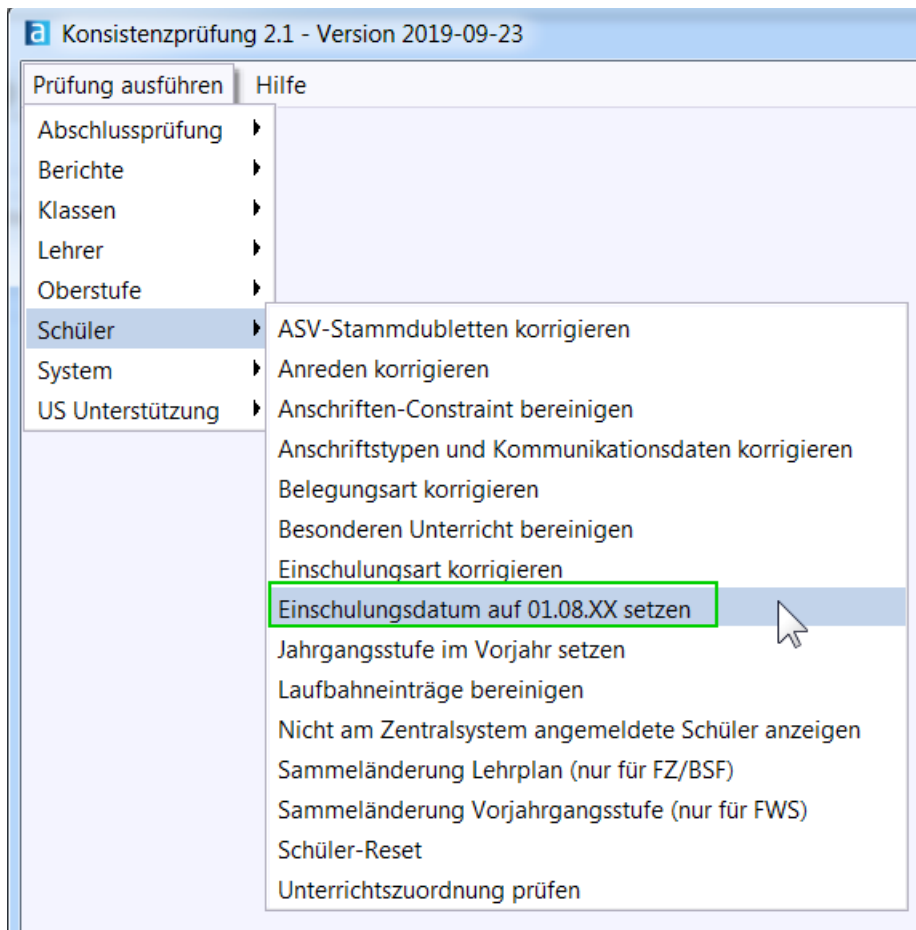 a Konsistenzprüfung 2.1 - Version 2019-09-23
Prüfung ausführen Hilfe
Abschlussprüfung
Berichte
Klassen
Lehrer
Oberstufe
Schüler
System
US Unterstützung
ASV-Stammdubletten korrigieren
Anreden korrigieren
Anschriften-Constraint bereinigen
Anschriftstypen und Kommunikationsdaten korrigieren
Belegungsart korrigieren
Besonderen Unterricht bereinigen
Einschulungsart korrigieren
Einschulungsdatum auf 01.08.XX setzen
Jahrgangsstufe im Vorjahr setzen
Laufbahneinträge bereinigen
Nicht am Zentralsystem angemeldete Schüler anzeigen
Sammeländerung Lehrplan (nur für FZ/BSF)
Sammeländerung Vorjahrgangsstufe (nur für FWS)
Schüler-Reset
Unterrichtszuordnung prüfen